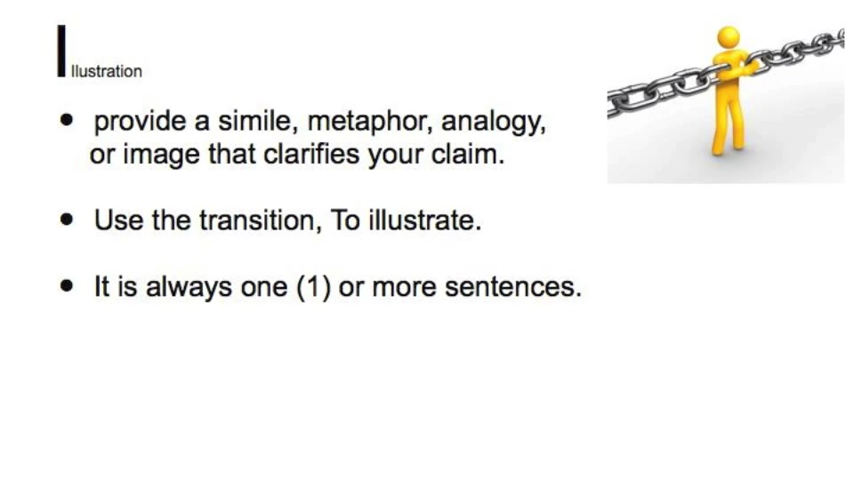 Illustration
• provide a simile, metaphor, analogy,
or image that clarifies your claim.
• Use the transition, To illustrate.
• It is always one (1) or more sentences.